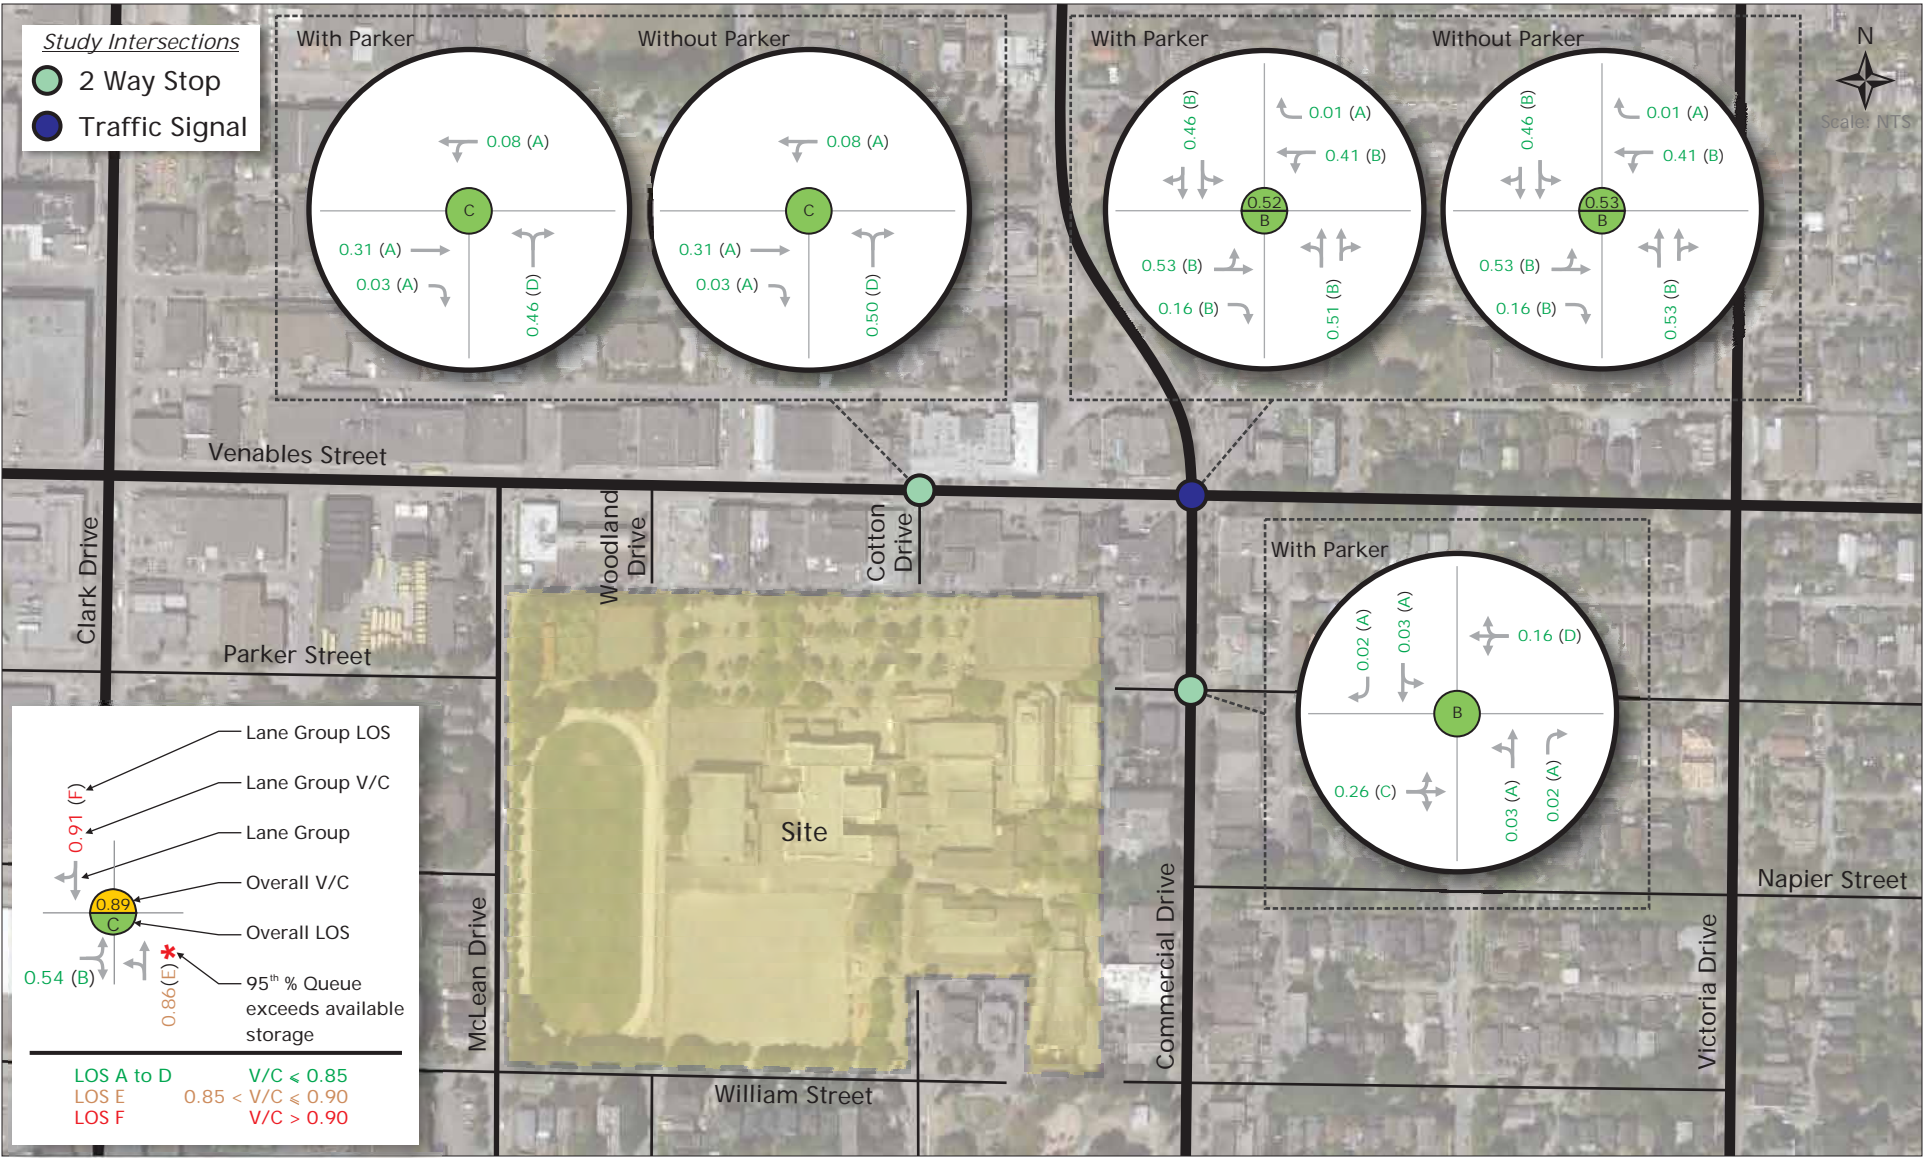 Study Intersections
2 Way Stop
Traffic Signal
With Parker
Without Parker
0.08 (A)
C
0.31 (A)
0.03 (A)
0.46 (D)
0.08 (A)
C
0.31 (A)
0.03 (A)
0.50 (D)
With Parker
Without Parker
0.46 (B)
0.01 (A)
0.41 (B)
0.52
B
0.53 (B)
0.16 (B)
0.51 (B)
0.46 (B)
0.01 (A)
0.41 (B)
0.53
B
0.53 (B)
0.16 (B)
0.53 (B)
N
Scale: NTS
Venables Street
Clark Drive
Woodland
Drive
Cotton
Drive
Parker Street
With Parker
0.02 (A)
0.03 (A)
0.16 (D)
B
0.26 (C)
0.03 (A)
0.02 (A)
Site
McLean Drive
Commercial Drive
Victoria Drive
Napier Street
William Street
Lane Group LOS
Lane Group V/C
Lane Group
Overall V/C
Overall LOS
95th % Queue
exceeds available
storage
0.91 (F)
0.89
C
0.54 (B)
0.86(E)
*
LOS A to D V/C ⩽ 0.85
LOS E 0.85 < V/C ⩽ 0.90
LOS F V/C > 0.90